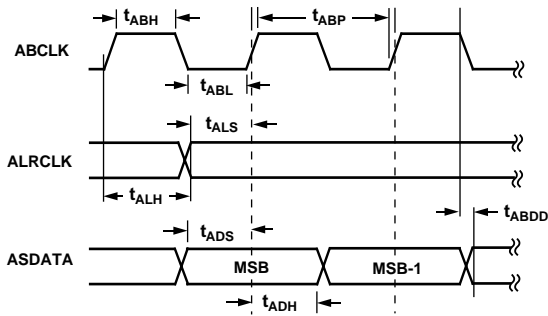 tABH
tABP
ABCLK
tABL
tALS
ALRCLK
tALH
tABDD
tADS
ASDATA
MSB
MSB-1
tADH